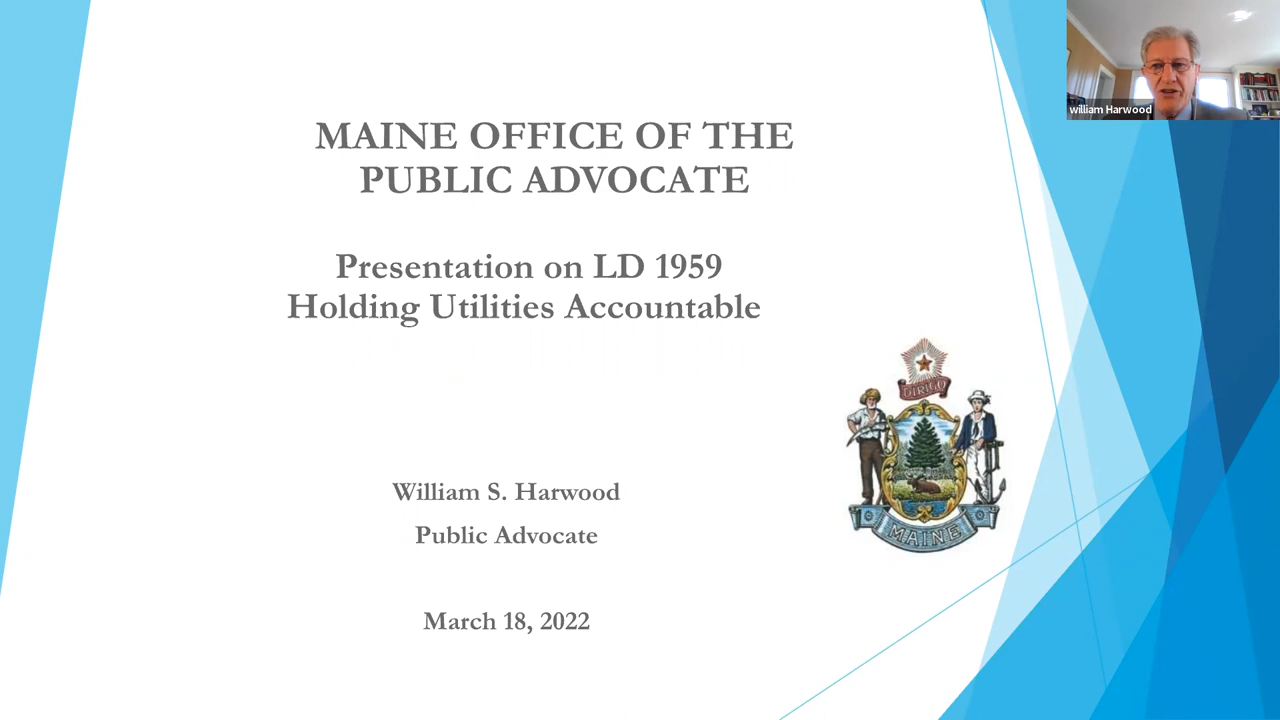 MAINE OFFICE OF THE
PUBLIC ADVOCATE
Presentation on LD 1959
Holding Utilities Accountable
William S. Harwood
Public Advocate
March 18, 2022
DIRIGO
MAINE
william Harwood